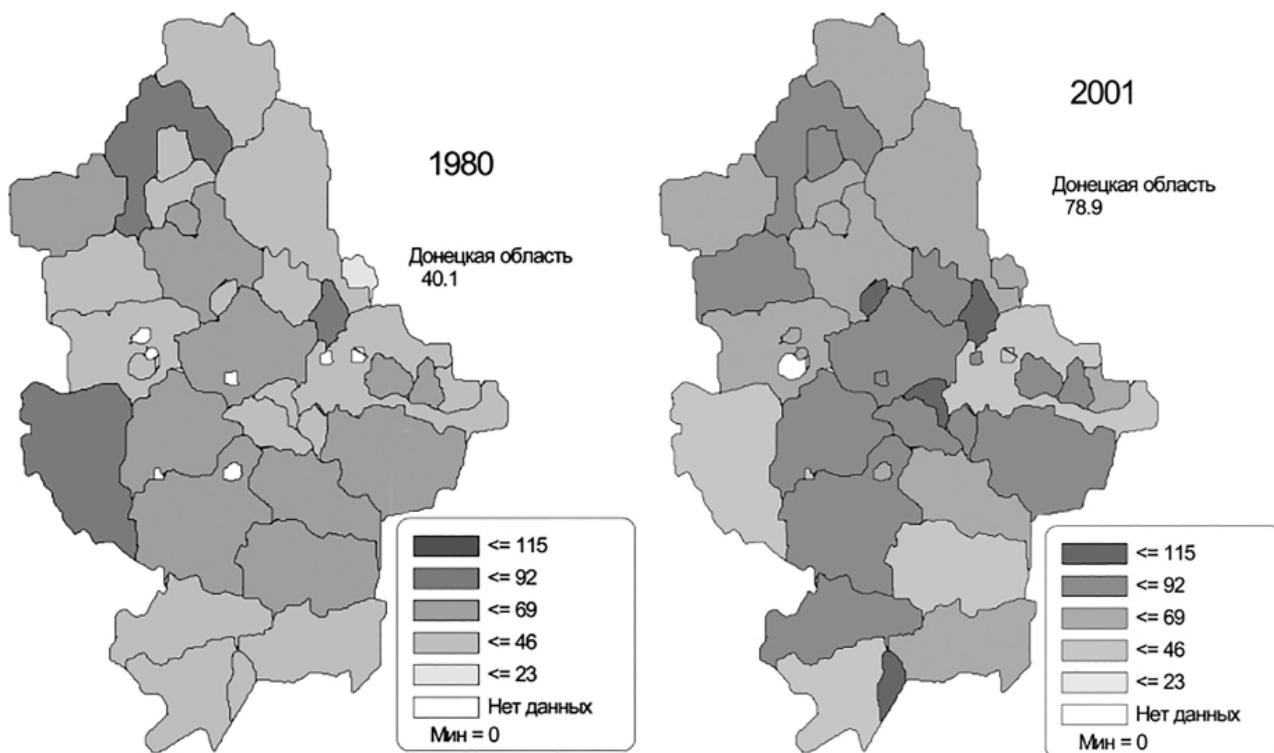 1980
Донецкая область
40.1
<= 115
<= 92
<= 69
<= 46
<= 23
Нет данных
Мин = 0
2001
Донецкая область
78.9
<= 115
<= 92
<= 69
<= 46
<= 23
Нет данных
Мин = 0